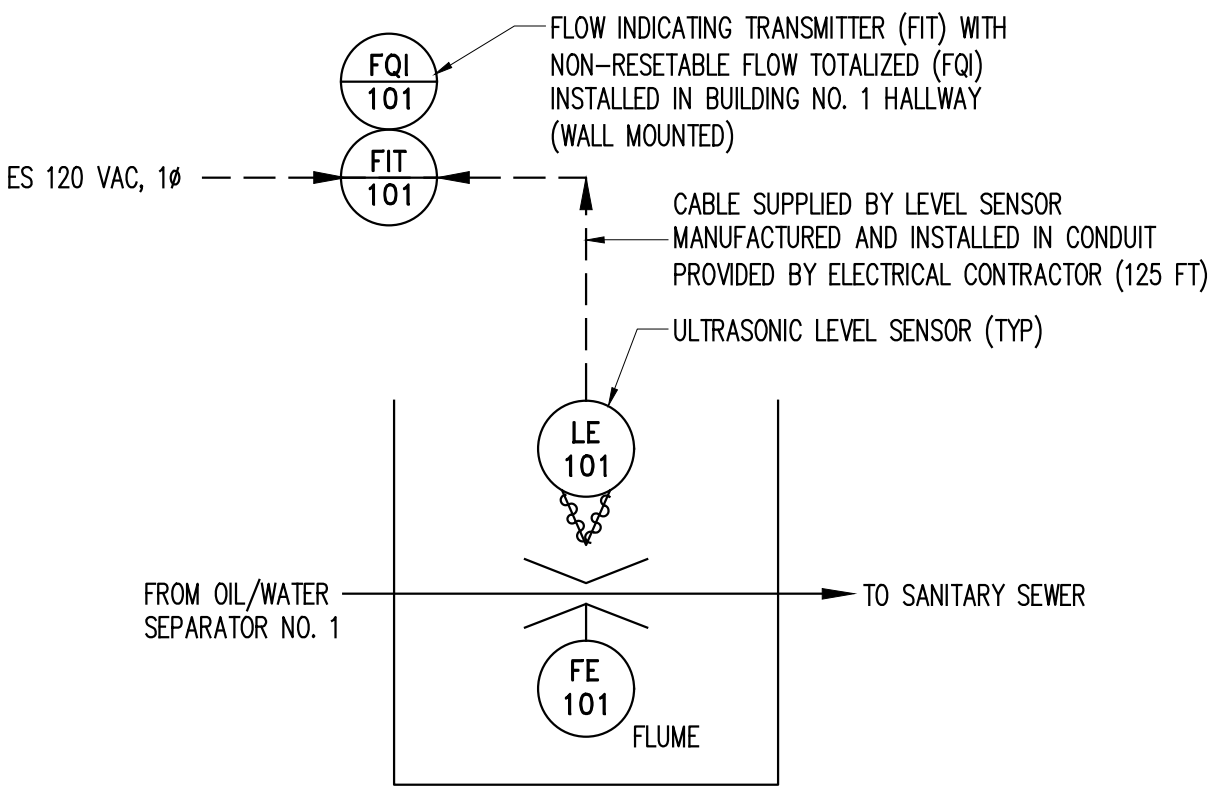 FLOW INDICATING TRANSMITTER (FIT) WITH
NON-RESETABLE FLOW TOTALIZED (FQI)
INSTALLED IN BUILDING NO. 1 HALLWAY
(WALL MOUNTED)
FQI
101
FIT
101
ES 120 VAC, 1ø
CABLE SUPPLIED BY LEVEL SENSOR
MANUFACTURED AND INSTALLED IN CONDUIT
PROVIDED BY ELECTRICAL CONTRACTOR (125 FT)
ULTRASONIC LEVEL SENSOR (TYP)
LE
101
FROM OIL/WATER
SEPARATOR NO. 1
TO SANITARY SEWER
FE
101
FLUME